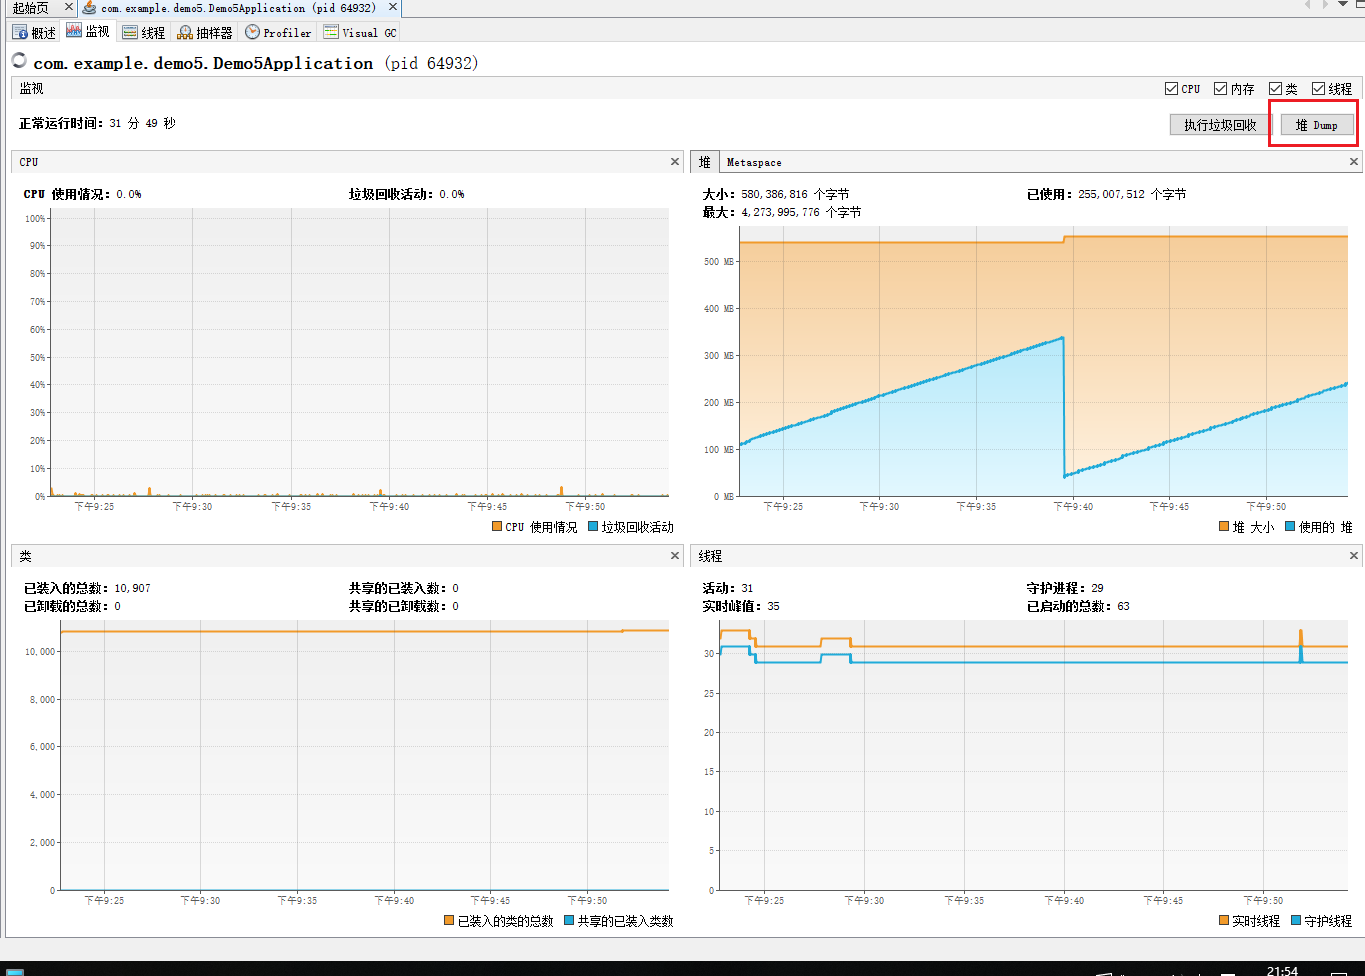 起始页 com.example.demo5.Demo5Application (pid 64932)
概述 监视 线程 抽样器 Profiler Visual GC
com.example.demo5.Demo5Application (pid 64932)
监视 CPU 内存 类 线程
正常运行时间: 31 分 49 秒 执行垃圾回收 堆 Dump
CPU
CPU 使用情况: 0.0% 垃圾回收活动: 0.0%
100%
90%
80%
70%
60%
50%
40%
30%
20%
10%
0%
下午9:25 下午9:30 下午9:35 下午9:40 下午9:45 下午9:50
CPU 使用情况 垃圾回收活动
堆 Metaspace
大小: 580,386,816 个字节 已使用: 255,007,512 个字节
最大: 4,273,995,776 个字节
500 MB
400 MB
300 MB
200 MB
100 MB
0 MB
下午9:25 下午9:30 下午9:35 下午9:40 下午9:45 下午9:50
堆 大小 使用的 堆
类
已装入的总数: 10,907 共享的已装入数: 0
已卸载的总数: 0 共享的已卸载数: 0
10,000
8,000
6,000
4,000
2,000
0
下午9:25 下午9:30 下午9:35 下午9:40 下午9:45 下午9:50
已装入的类的总数 共享的已装入类数
线程
活动: 31 守护进程: 29
实时峰值: 35 已启动的总数: 63
30
25
20
15
10
5
0
下午9:25 下午9:30 下午9:35 下午9:40 下午9:45 下午9:50
实时线程 守护线程
21:54